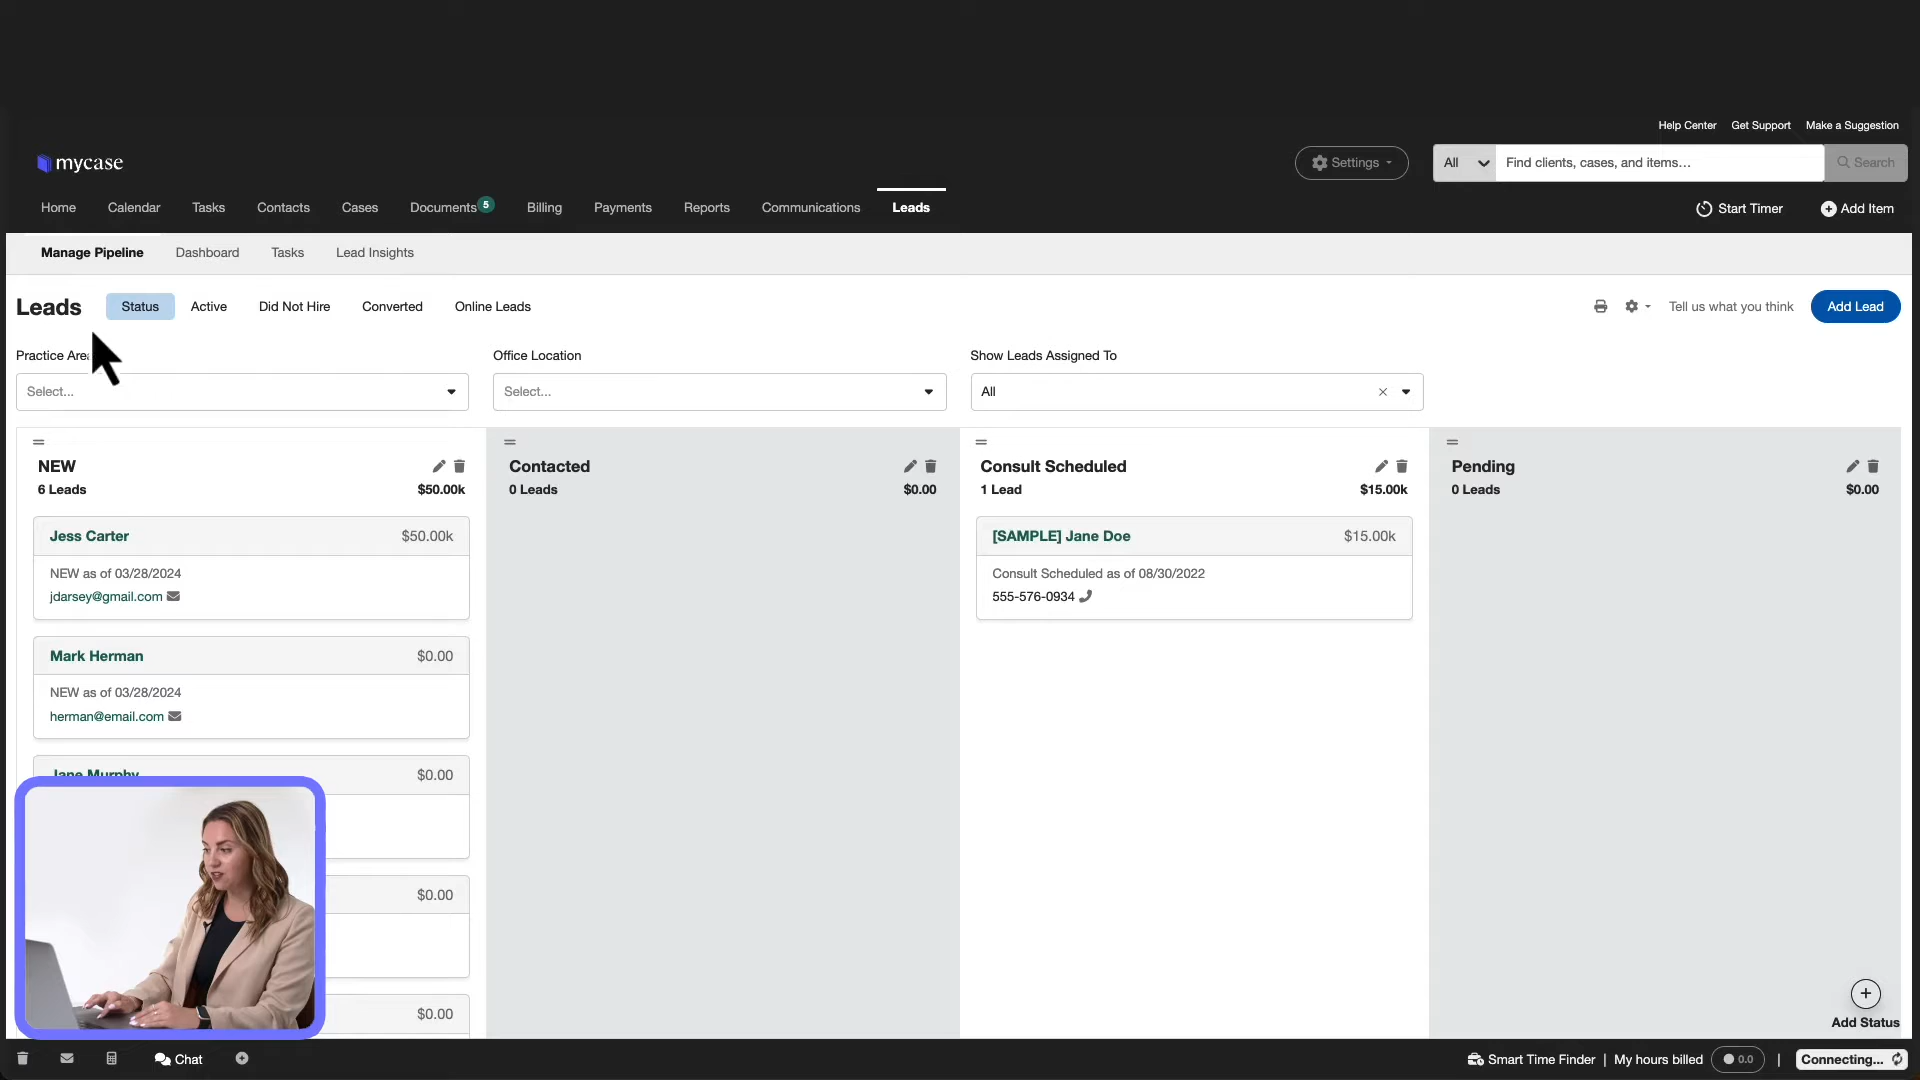 Help Center Get Support Make a Suggestion
mycase
Settings
All
Find clients, cases, and items...
Search
Home Calendar Tasks Contacts Cases Documents 5 Billing Payments Reports Communications Leads
Start Timer Add Item
Manage Pipeline Dashboard Tasks Lead Insights
Leads Status Active Did Not Hire Converted Online Leads
Tell us what you think Add Lead
Practice Office Location Show Leads Assigned To
Select... Select... All
NEW Contacted Consult Scheduled Pending
6 Leads $50.00k 0 Leads $0.00 1 Lead $15.00k 0 Leads $0.00
Jess Carter $50.00k [SAMPLE] Jane Doe $15.00k
NEW as of 03/28/2024 Consult Scheduled as of 08/30/2022
jdarsey@gmail.com 555-576-0934
Mark Herman $0.00
NEW as of 03/28/2024
herman@email.com
Jane Murphy $0.00
$0.00
$0.00
Add Status
Chat
Smart Time Finder | My hours billed 0.0 | Connecting...